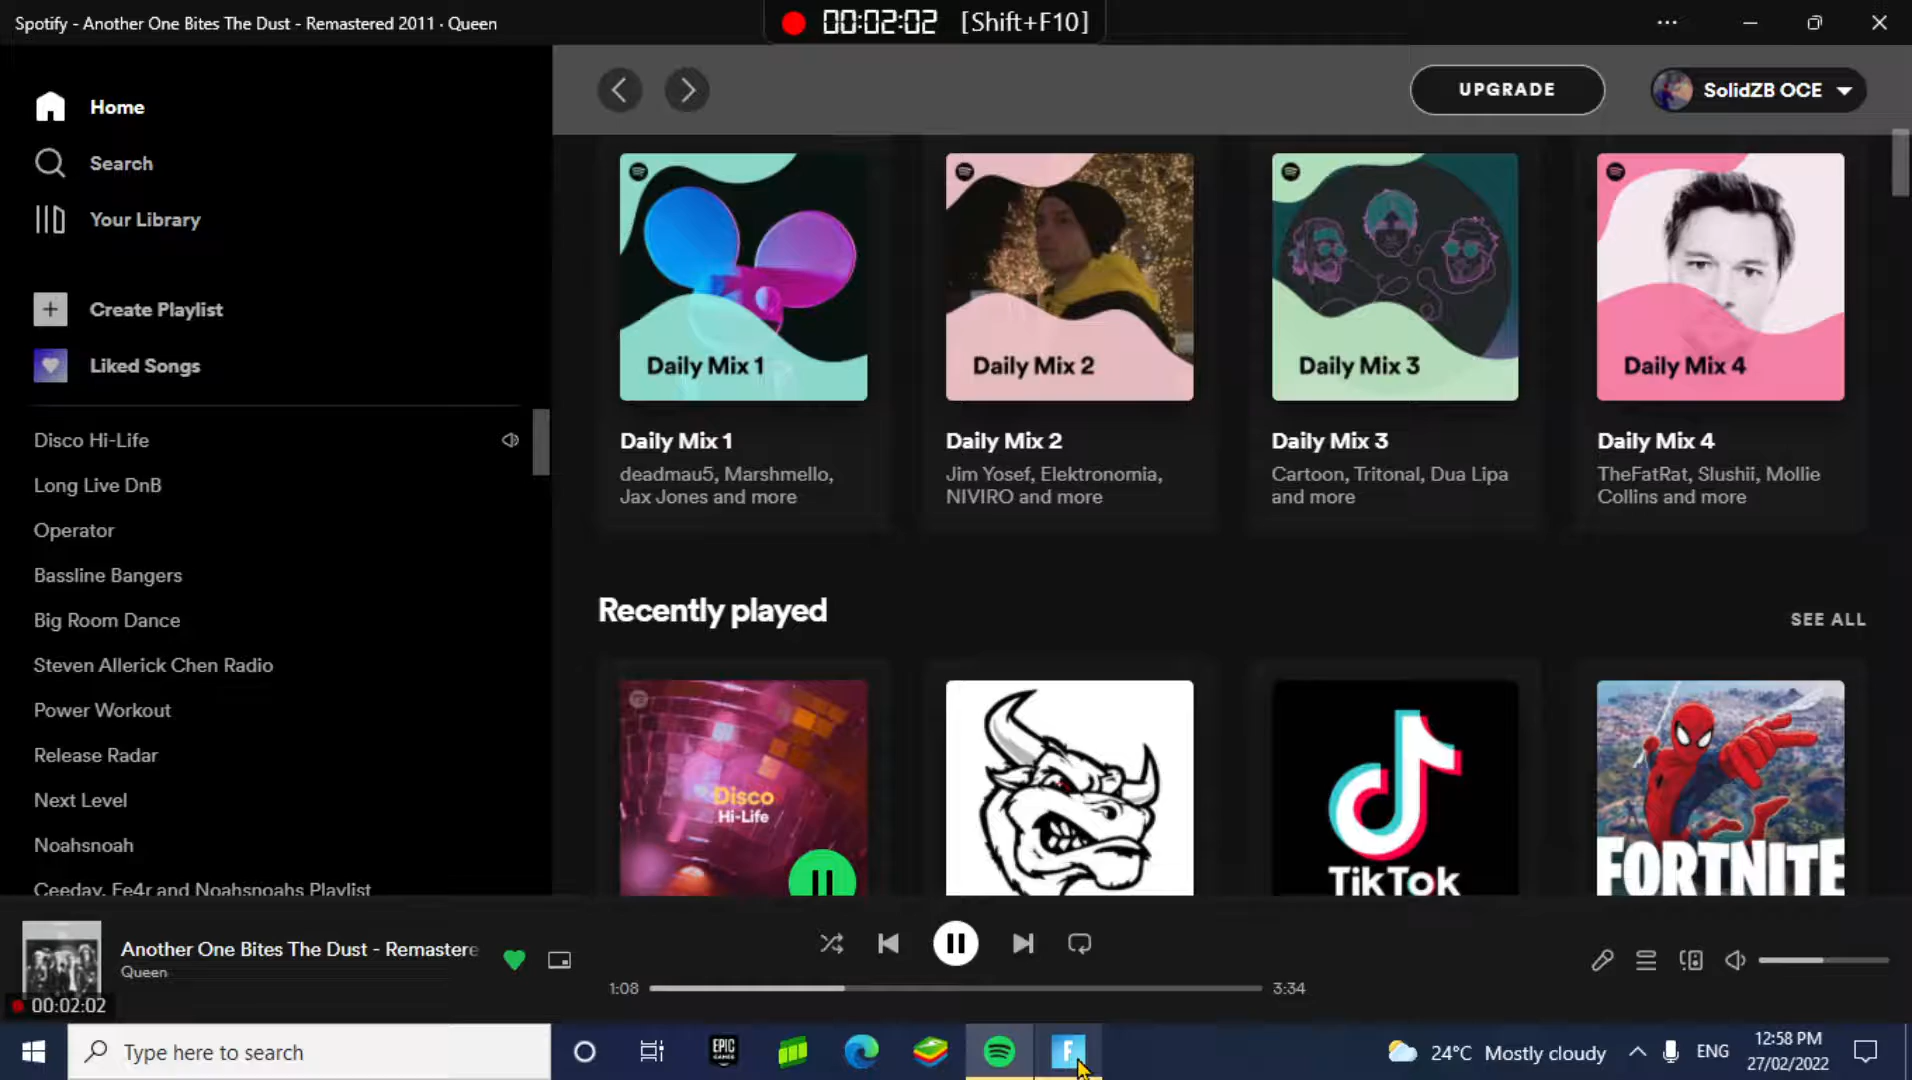 Spotify - Another One Bites The Dust - Remastered 2011 · Queen
00:02:02 [Shift+F10]
Home
Search
Your Library
Create Playlist
Liked Songs
Disco Hi-Life
Long Live DnB
Operator
Bassline Bangers
Big Room Dance
Steven Allerick Chen Radio
Power Workout
Release Radar
Next Level
Noahsnoah
Ceeday, Fe4r and Noahsnoahs Playlist
UPGRADE
SolidZB OCE
Daily Mix 1
Daily Mix 2
Daily Mix 3
Daily Mix 4
Daily Mix 1
deadmau5, Marshmello,
Jax Jones and more
Daily Mix 2
Jim Yosef, Elektronomia,
NIVIRO and more
Daily Mix 3
Cartoon, Tritonal, Dua Lipa
and more
Daily Mix 4
TheFatRat, Slushii, Mollie
Collins and more
Recently played
SEE ALL
Disco
Hi-Life
TikTok
FORTNITE
Another One Bites The Dust - Remastere
Queen
00:02:02
1:08
3:34
Type here to search
EPIC
GAMES
F
24°C Mostly cloudy
ENG
12:58 PM
27/02/2022